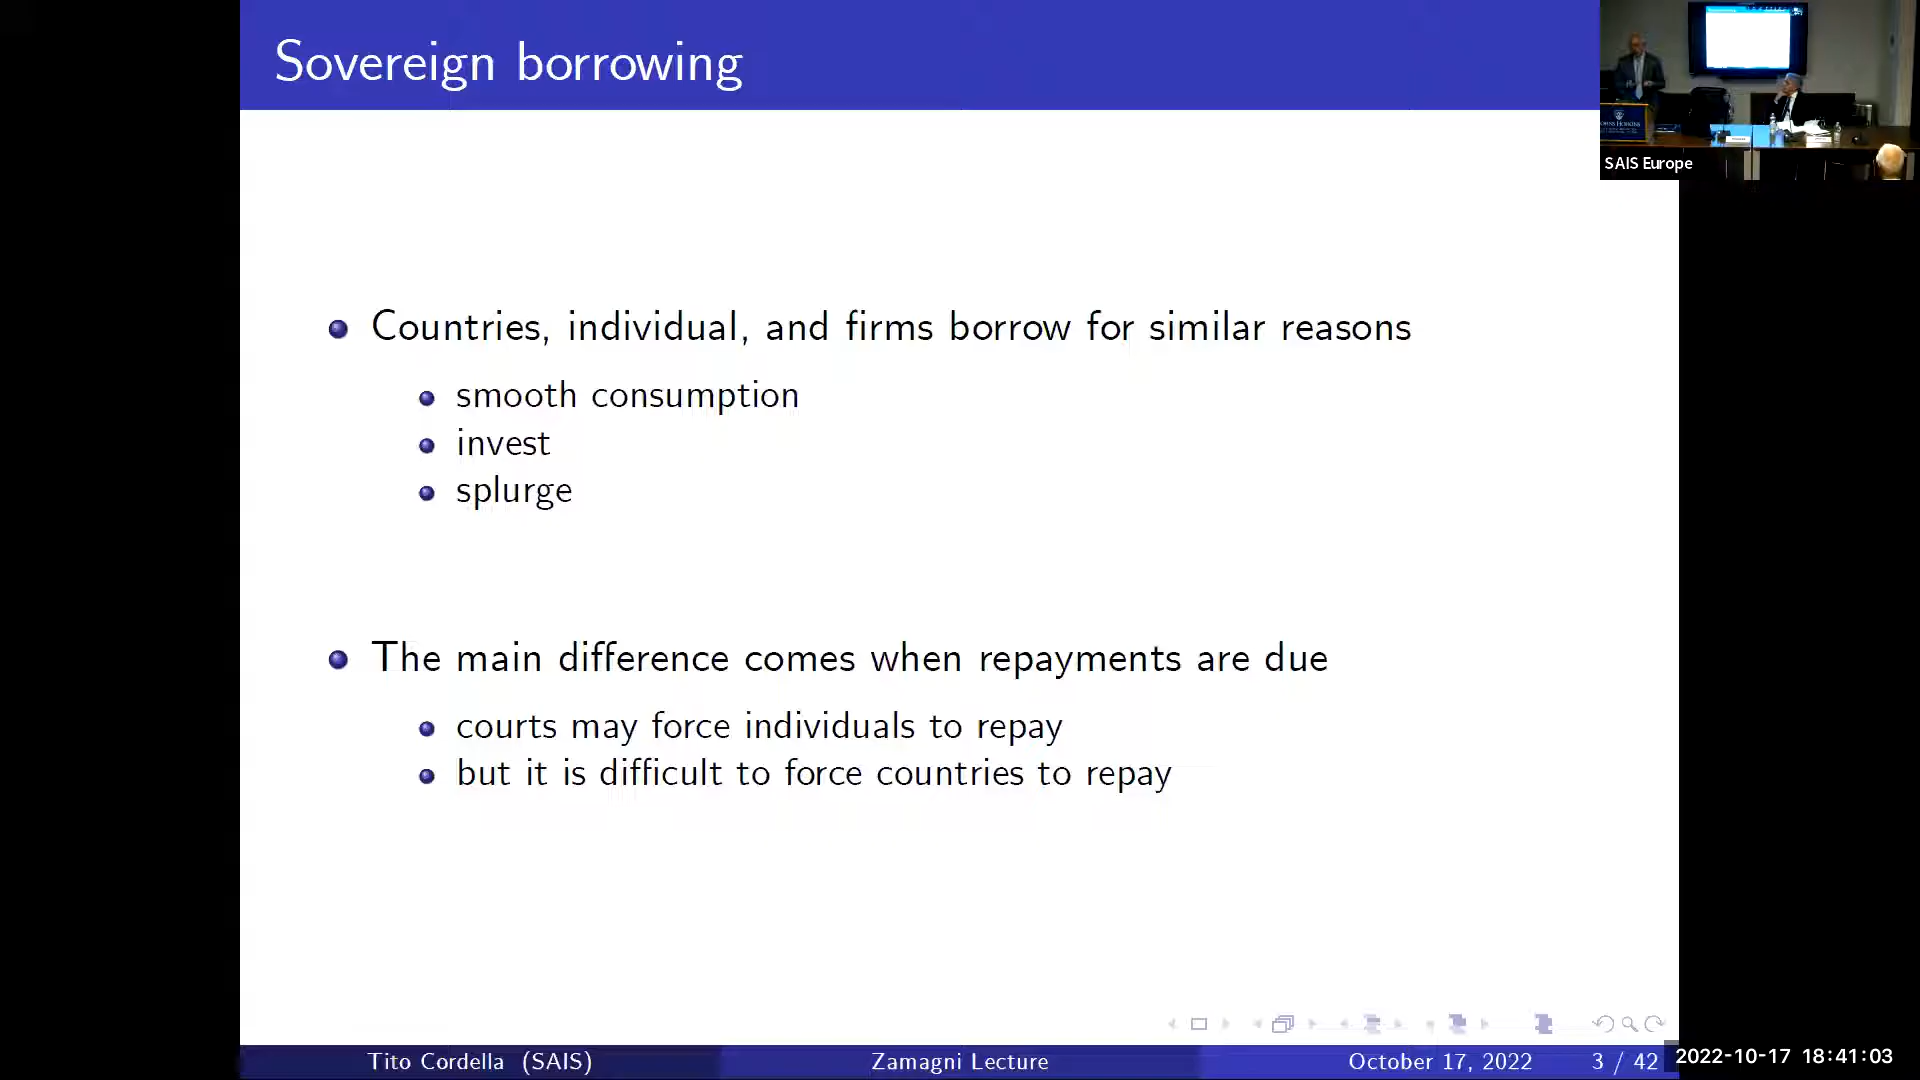 Sovereign borrowing
SAIS Europe
Countries, individual, and firms borrow for similar reasons
smooth consumption
invest
splurge
The main difference comes when repayments are due
courts may force individuals to repay
but it is difficult to force countries to repay
Tito Cordella (SAIS)
Zamagni Lecture
October 17, 2022
3 / 42
2022-10-17 18:41:03